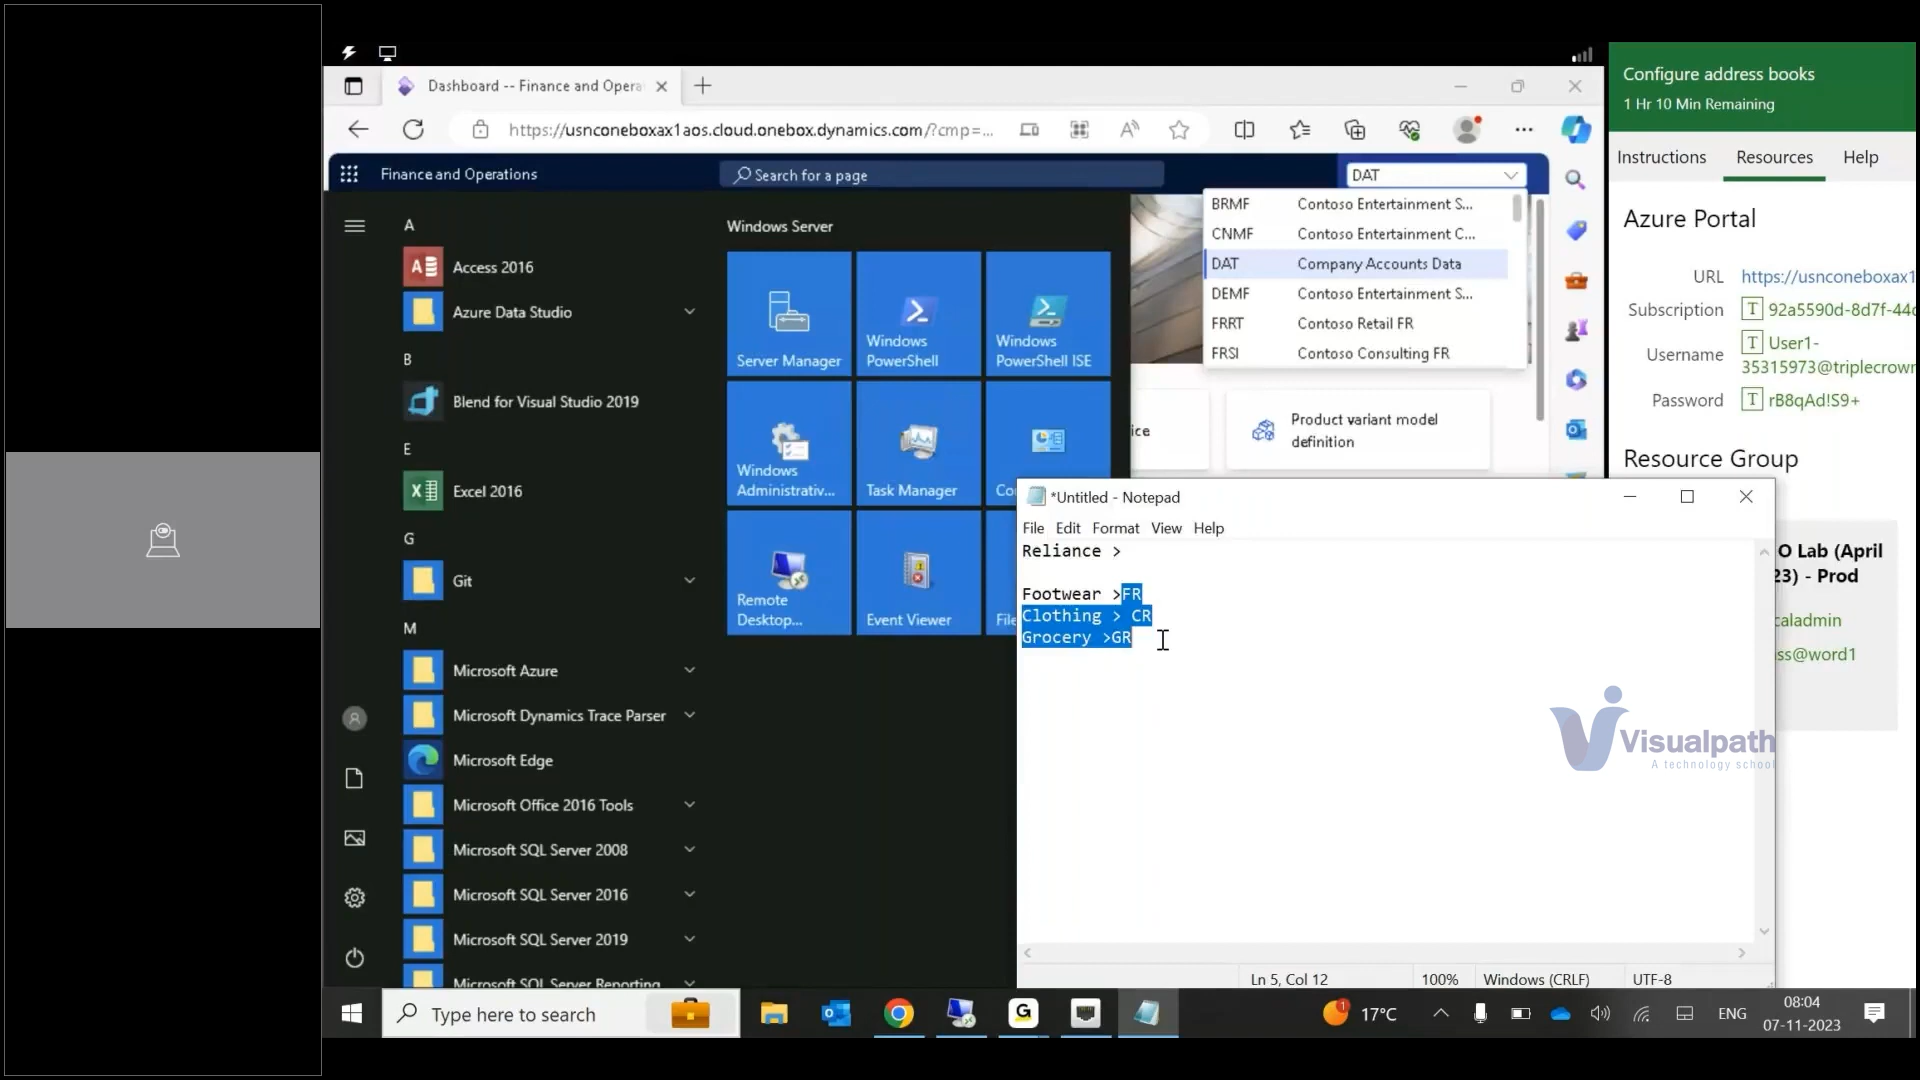 Dashboard -- Finance and Opera
https://usnconeboxax1aos.cloud.onebox.dynamics.com/?cmp=...
Finance and Operations
Search for a page
DAT
BRMF Contoso Entertainment S...
CNMF Contoso Entertainment C...
DAT Company Accounts Data
DEMF Contoso Entertainment S...
FRRT Contoso Retail FR
FRSI Contoso Consulting FR
Product variant model
definition
ice
A
Access 2016
Azure Data Studio
B
Blend for Visual Studio 2019
E
Excel 2016
G
Git
M
Microsoft Azure
Microsoft Dynamics Trace Parser
Microsoft Edge
Microsoft Office 2016 Tools
Microsoft SQL Server 2008
Microsoft SQL Server 2016
Microsoft SQL Server 2019
Microsoft SQL Server Reporting
Windows Server
Server Manager
Windows
PowerShell
Windows
PowerShell ISE
Windows
Administrativ...
Task Manager
Co
Remote
Desktop...
Event Viewer
File
*Untitled - Notepad
File Edit Format View Help
Reliance >
Footwear >FR
Clothing > CR
Grocery >GR
Ln 5, Col 12 100% Windows (CRLF) UTF-8
Configure address books
1 Hr 10 Min Remaining
Instructions Resources Help
Azure Portal
URL https://usnconeboxax1
Subscription T 92a5590d-8d7f-44
Username T User1-
35315973@triplecrown
Password T rB8qAd!S9+
Resource Group
O Lab (April
23) - Prod
caladmin
ss@word1
Visualpath
A technology school
Type here to search
17°C
ENG
08:04
07-11-2023